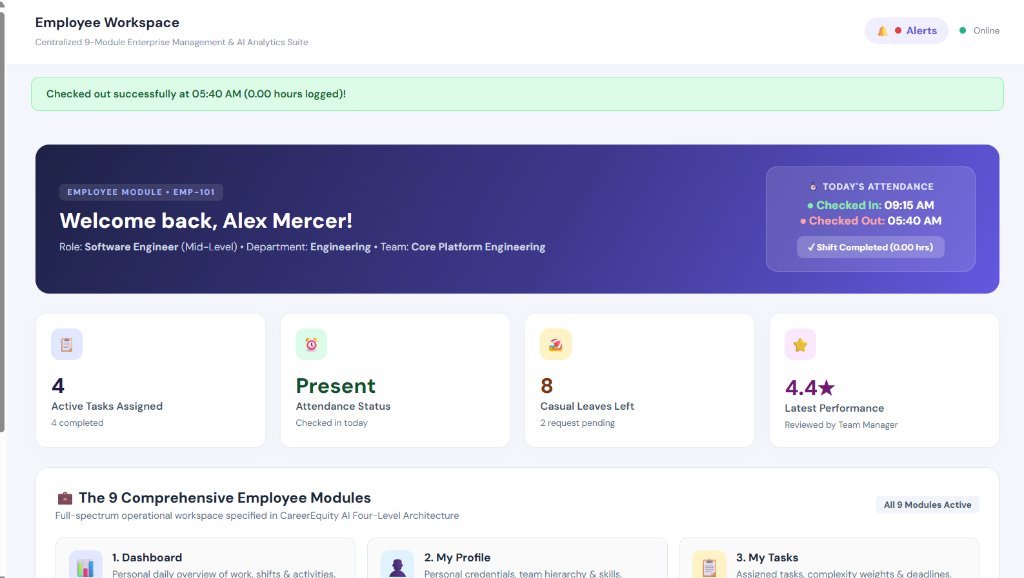 Employee Workspace
Centralized 9-Module Enterprise Management & AI Analytics Suite
Alerts
Online
Checked out successfully at 05:40 AM (0.00 hours logged)!
EMPLOYEE MODULE • EMP-101
Welcome back, Alex Mercer!
Role: Software Engineer (Mid-Level) • Department: Engineering • Team: Core Platform Engineering
TODAY'S ATTENDANCE
● Checked In: 09:15 AM
● Checked Out: 05:40 AM
✓ Shift Completed (0.00 hrs)
4
Active Tasks Assigned
4 completed
Present
Attendance Status
Checked in today
8
Casual Leaves Left
2 request pending
4.4★
Latest Performance
Reviewed by Team Manager
The 9 Comprehensive Employee Modules
Full-spectrum operational workspace specified in CareerEquity AI Four-Level Architecture
All 9 Modules Active
1. Dashboard
Personal daily overview of work, shifts & activities.
2. My Profile
Personal credentials, team hierarchy & skills.
3. My Tasks
Assigned tasks, complexity weights & deadlines.